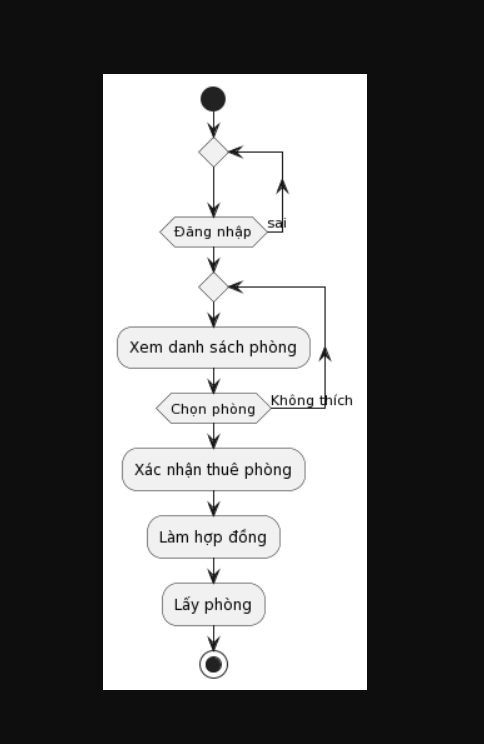 Đăng nhập
sai
Xem danh sách phòng
Chọn phòng
Không thích
Xác nhận thuê phòng
Làm hợp đồng
Lấy phòng